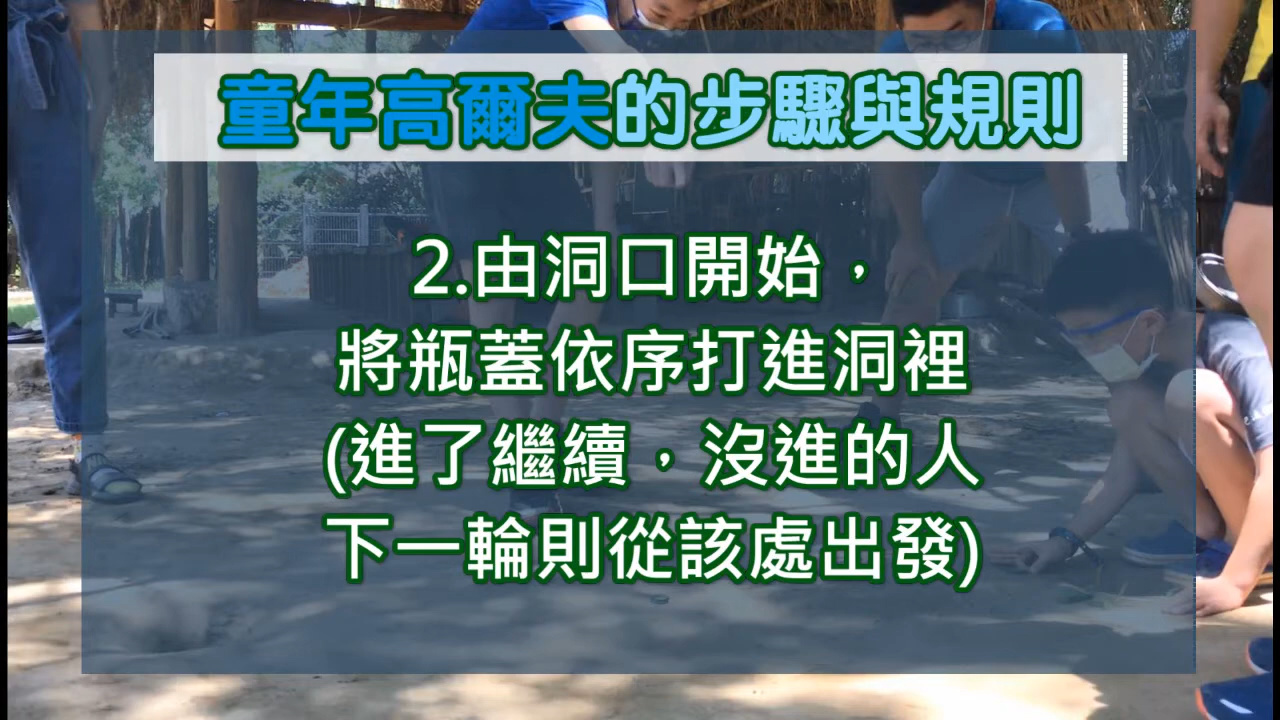 童年高爾夫的步驟與規則
2.由洞口開始，
將瓶蓋依序打進洞裡
(進了繼續，沒進的人
下一輪則從該處出發)